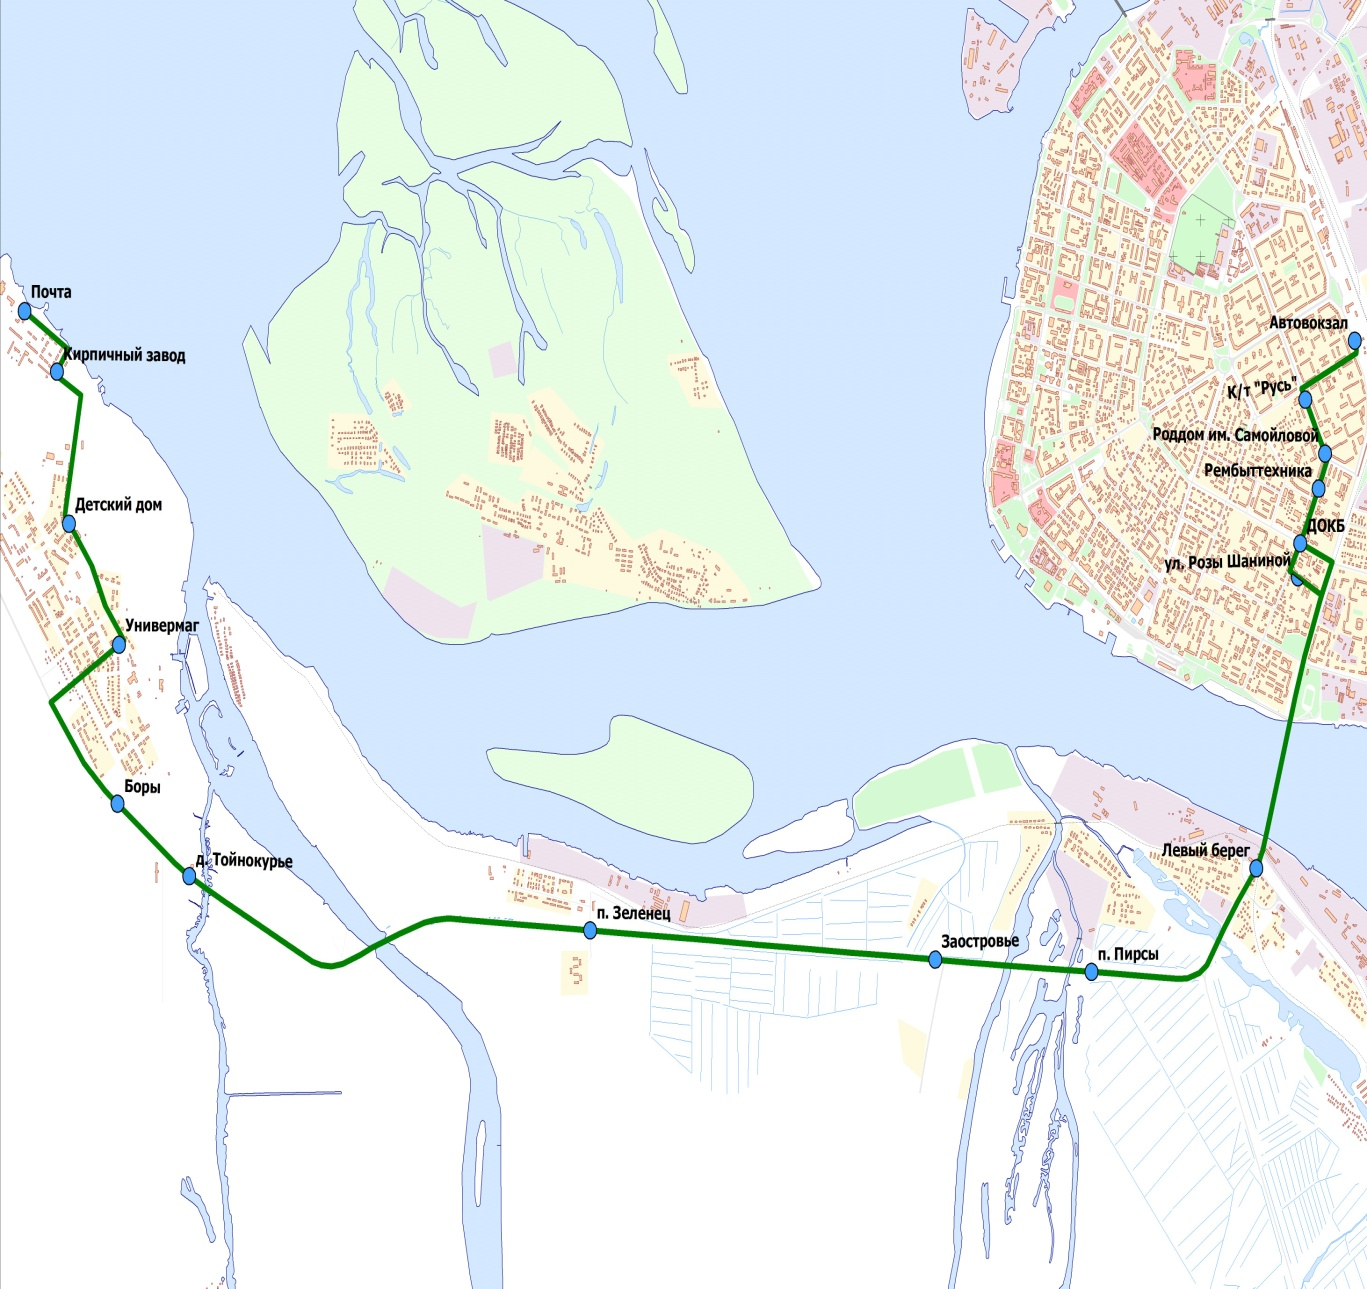 Почта
Автовокзал
Кирпичный завод
К/т "Русь"
Роддом им. Самойловой
Рембыттехника
Детский дом
ДОКБ
ул. Розы Шаниной
Универмаг
Боры
Левый берег
д. Тойнокурье
п. Зеленец
Заостровье
п. Пирсы